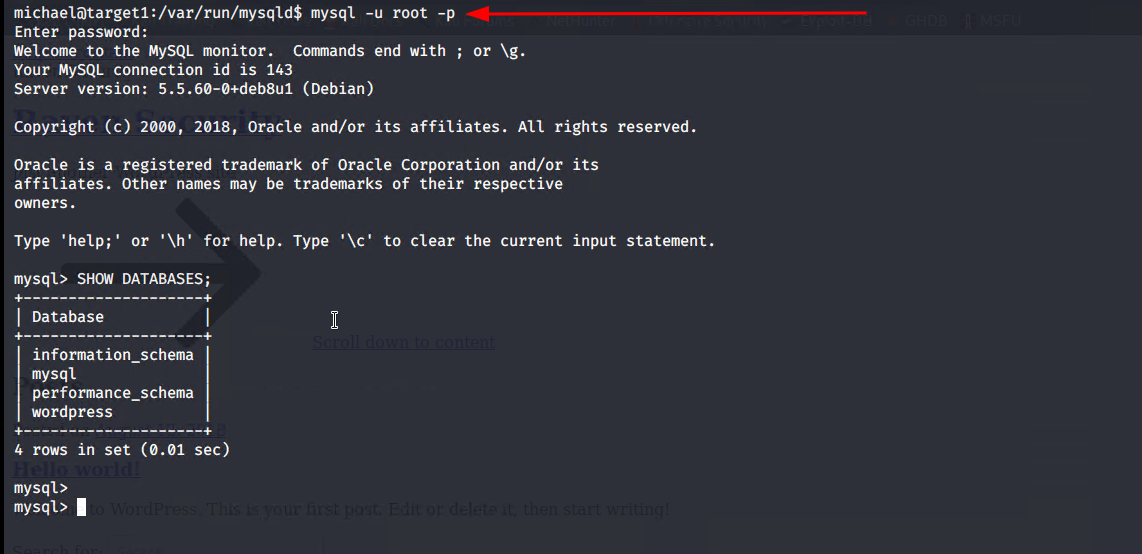 michael@target1:/var/run/mysqld$ mysql -u root -p
Enter password:
Welcome to the MySQL monitor.  Commands end with ; or \g.
Your MySQL connection id is 143
Server version: 5.5.60-0+deb8u1 (Debian)
Copyright (c) 2000, 2018, Oracle and/or its affiliates. All rights reserved.
Oracle is a registered trademark of Oracle Corporation and/or its
affiliates. Other names may be trademarks of their respective
owners.
Type 'help;' or '\h' for help. Type '\c' to clear the current input statement.
mysql> SHOW DATABASES;
+--------------------+
| Database           |
+--------------------+
| information_schema |
| mysql              |
| performance_schema |
| wordpress          |
+--------------------+
4 rows in set (0.01 sec)
mysql>
mysql>
GHDB
MSFU
Security
Scroll down to content
Hello world!
to WordPress. This is your first post. Edit or delete it, then start writing!
Search for: